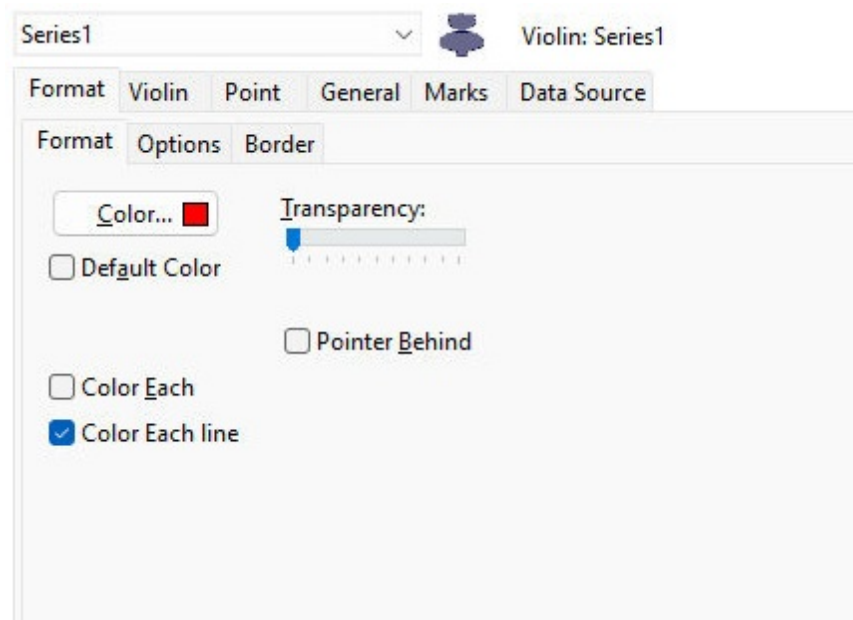 Series1 Violin: Series1
Format Violin Point General Marks Data Source
Format Options Border
Color... Transparency:
Default Color
Pointer Behind
Color Each
Color Each line